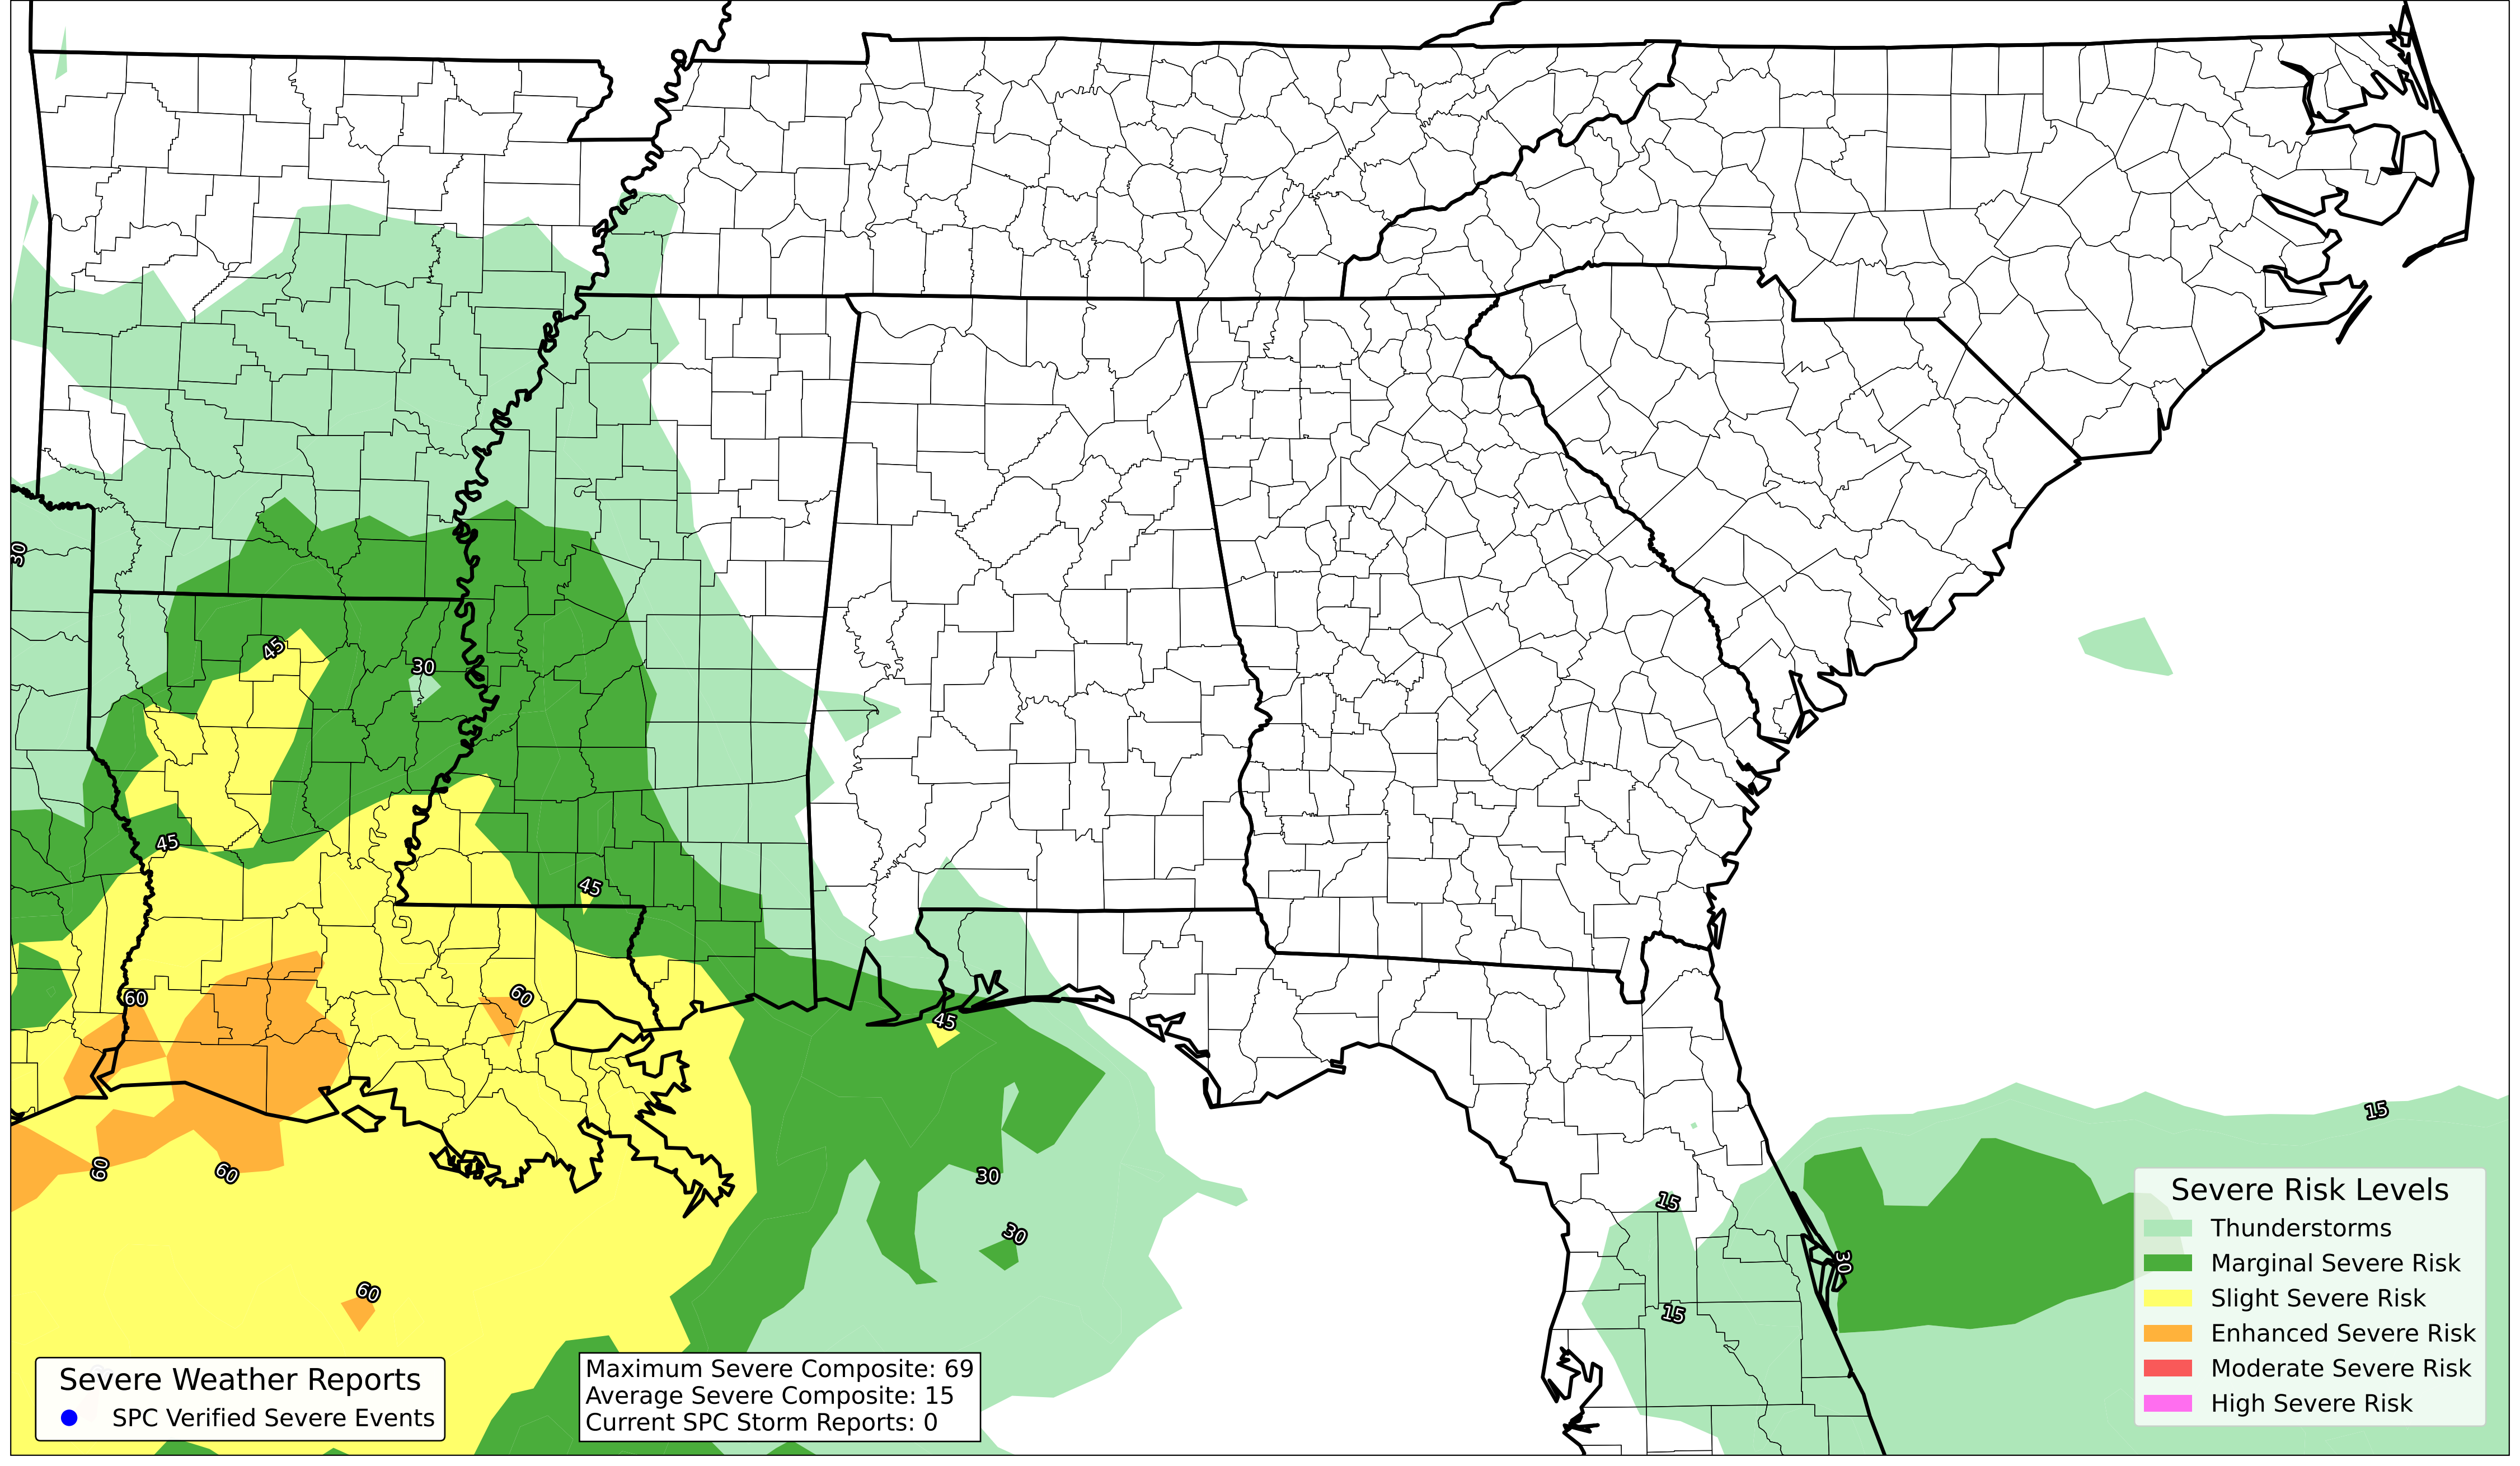 30
45
30
45
45
60
60
45
60
60
30
30
60
15
15
30
15
Severe Weather Reports
SPC Verified Severe Events
Maximum Severe Composite: 69
Average Severe Composite: 15
Current SPC Storm Reports: 0
Severe Risk Levels
Thunderstorms
Marginal Severe Risk
Slight Severe Risk
Enhanced Severe Risk
Moderate Severe Risk
High Severe Risk